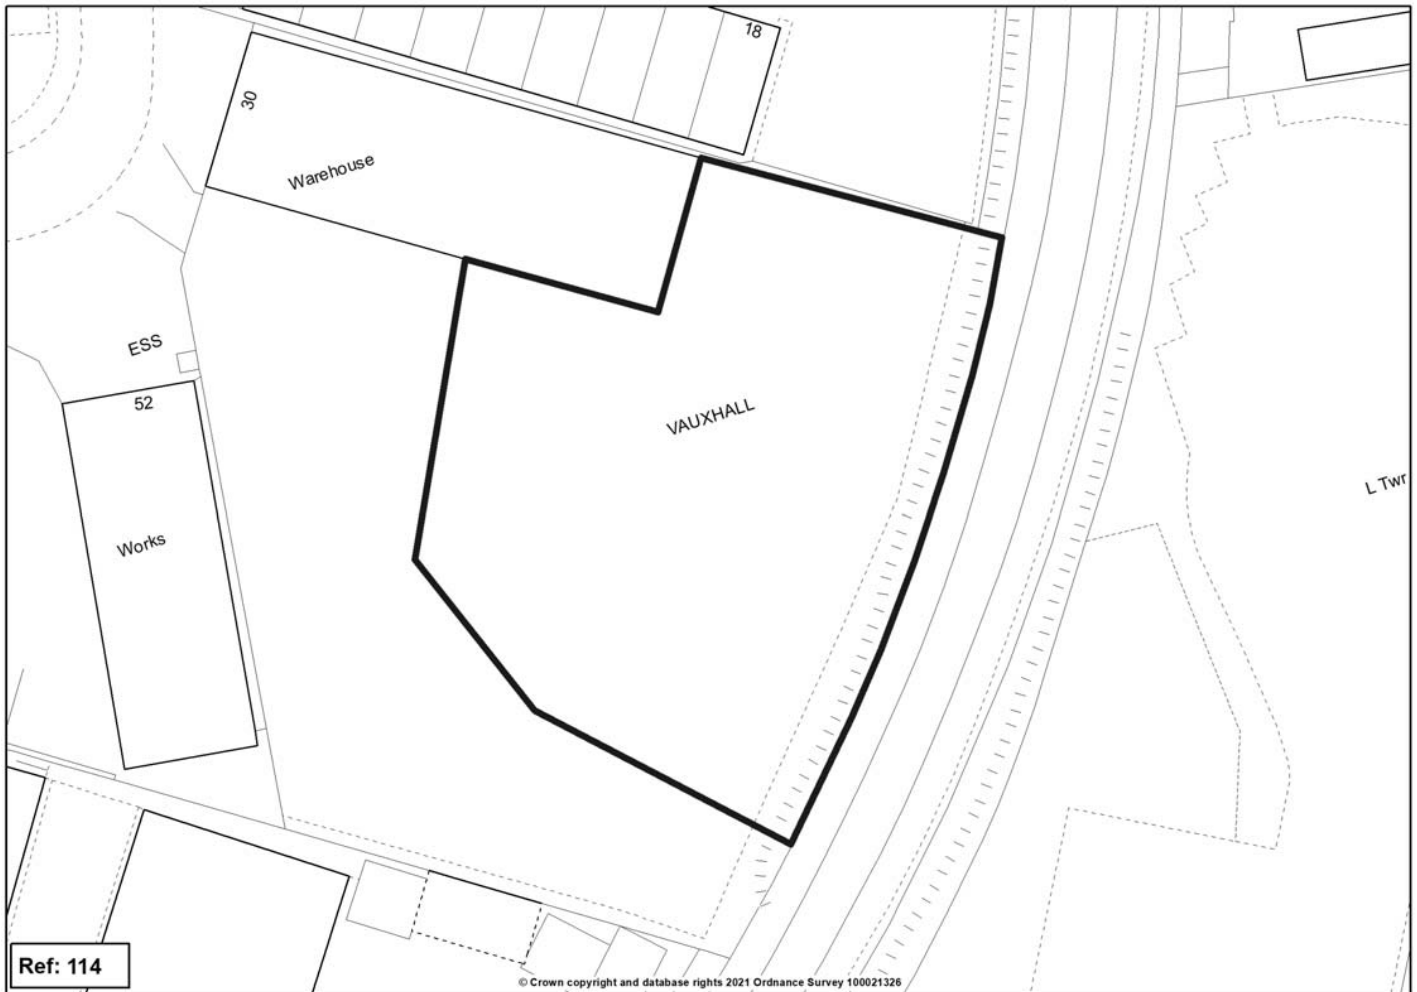 18
30
Warehouse
ESS
52
VAUXHALL
L Twr
Works
Ref: 114
© Crown copyright and database rights 2021 Ordnance Survey 100021326